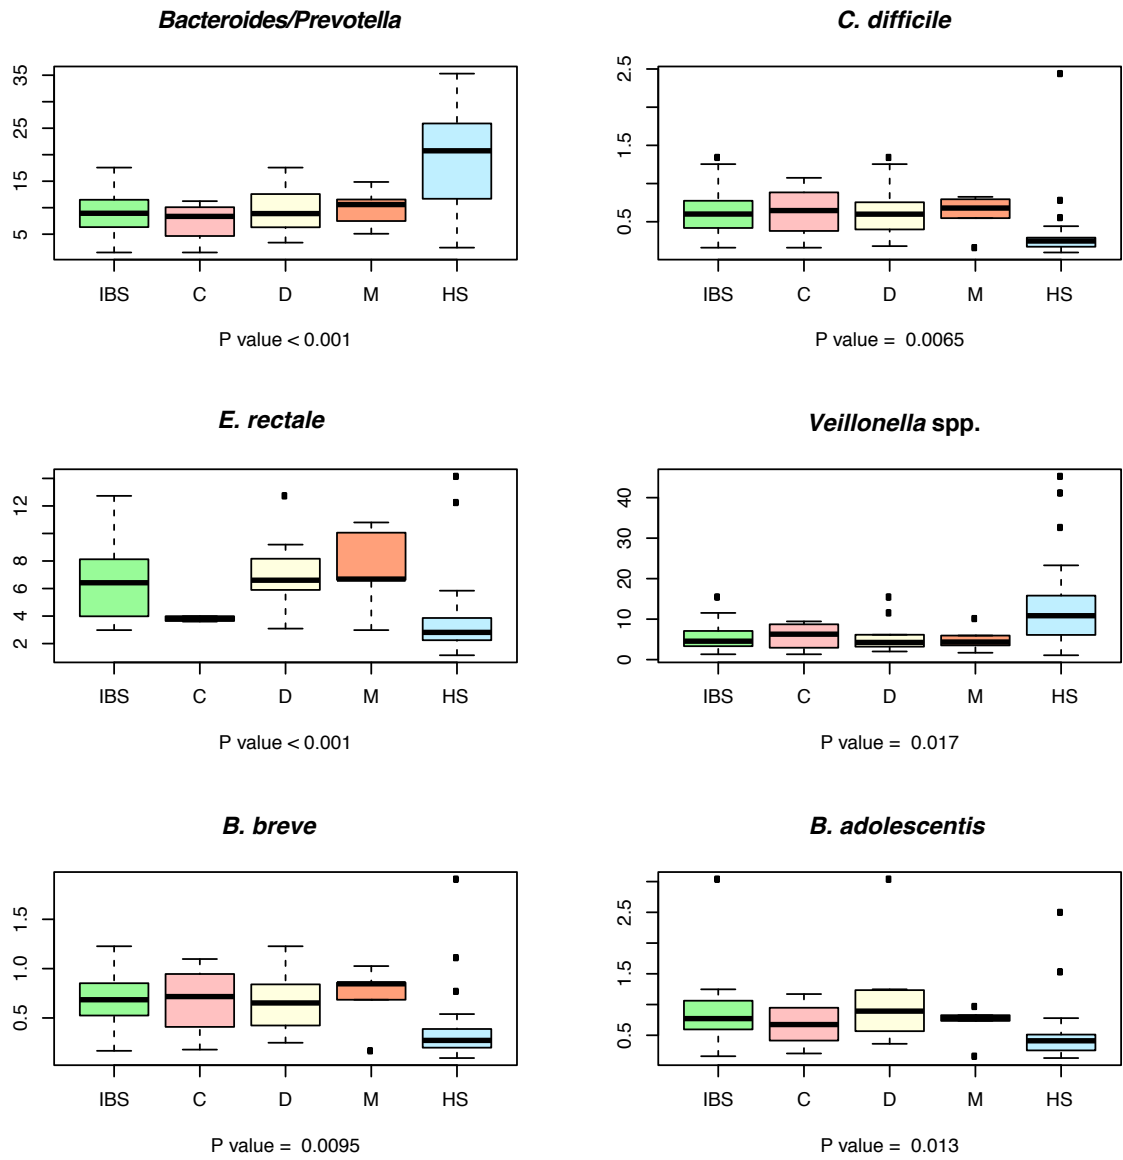 Bacteroides/Prevotella
35
25
15
5
IBS C D M HS
P value < 0.001
C. difficile
2.5
1.5
0.5
IBS C D M HS
P value = 0.0065
E. rectale
12
8
6
4
2
IBS C D M HS
P value < 0.001
Veillonella spp.
40
30
20
10
0
IBS C D M HS
P value = 0.017
B. breve
1.5
1.0
0.5
IBS C D M HS
P value = 0.0095
B. adolescentis
2.5
1.5
0.5
IBS C D M HS
P value = 0.013